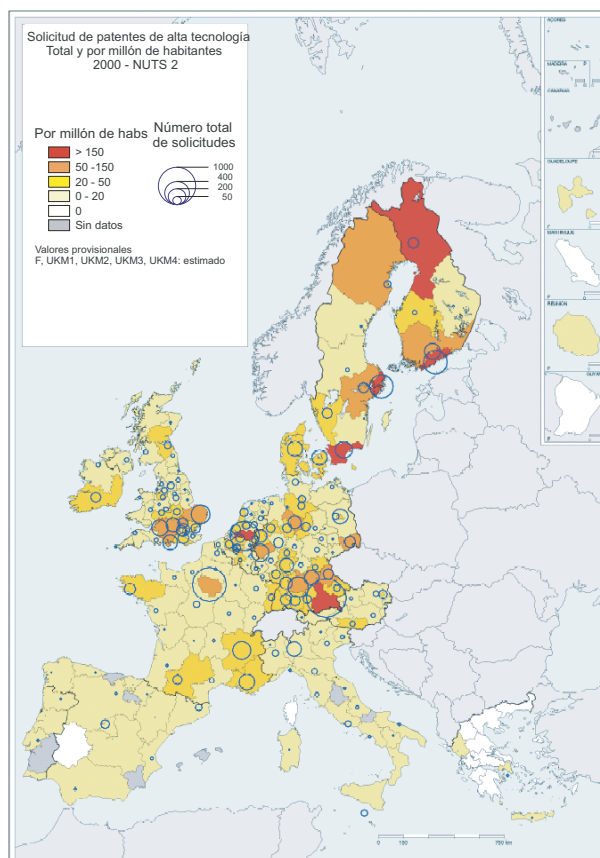 Solicitud de patentes de alta tecnología
Total y por millón de habitantes
2000 - NUTS 2
Por millón de habs
> 150
50 -150
20 - 50
0 - 20
0
Sin datos
Número total
de solicitudes
1000
400
200
50
Valores provisionales
F, UKM1, UKM2, UKM3, UKM4: estimado
AÇORES
P
MADEIRA P
CANARIAS
E
GUADELOUPE
F
MARTINIQUE
F
REUNION
F
GUYANE
F
0
750 km